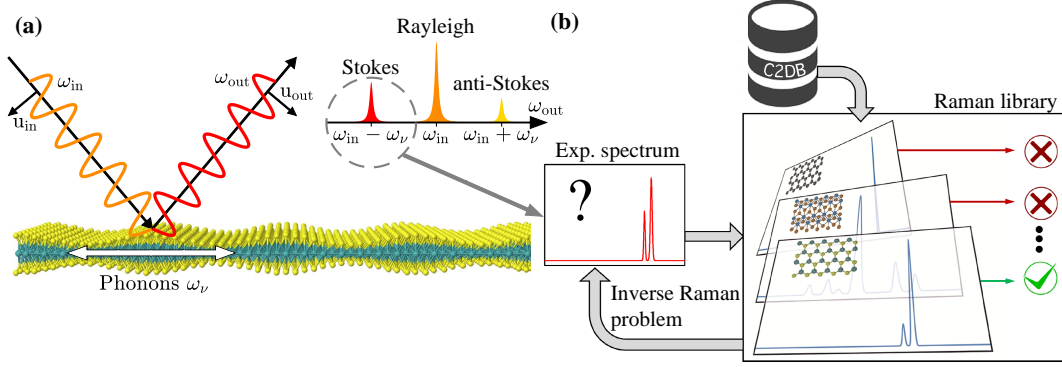 (a)
ω_in
u_in
ω_out
u_out
Phonons ω_ν
Rayleigh
Stokes
anti-Stokes
ω_out
ω_in − ω_ν
ω_in
ω_in + ω_ν
(b)
C2DB
Raman library
Exp. spectrum
?
Inverse Raman
problem